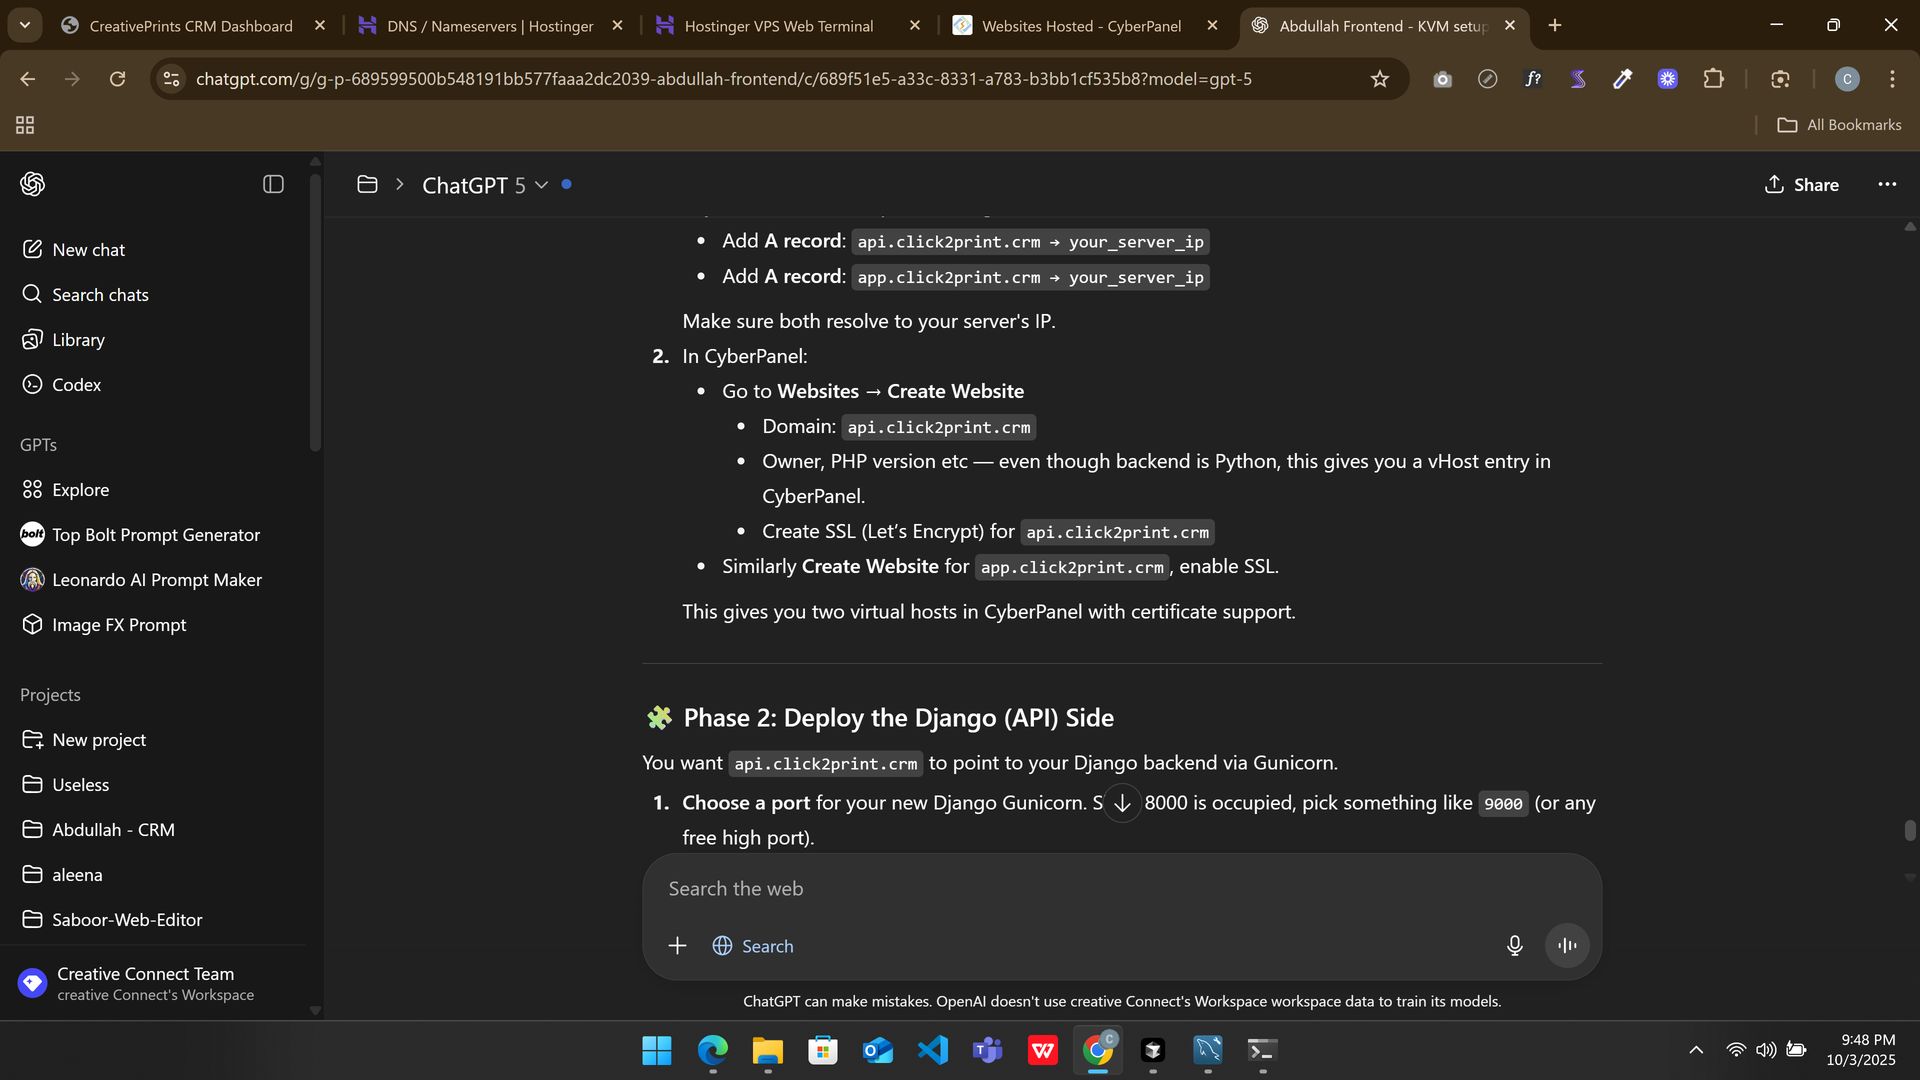 CreativePrints CRM Dashboard
DNS / Nameservers | Hostinger
Hostinger VPS Web Terminal
Websites Hosted - CyberPanel
Abdullah Frontend - KVM setup
chatgpt.com/g/g-p-689599500b548191bb577faaa2dc2039-abdullah-frontend/c/689f51e5-a33c-8331-a783-b3bb1cf535b8?model=gpt-5
f?
C
All Bookmarks
ChatGPT 5
Share
New chat
Search chats
Library
Codex
GPTs
Explore
bolt
Top Bolt Prompt Generator
Leonardo AI Prompt Maker
Image FX Prompt
Projects
New project
Useless
Abdullah - CRM
aleena
Saboor-Web-Editor
Creative Connect Team
creative Connect's Workspace
• Add A record: api.click2print.crm → your_server_ip
• Add A record: app.click2print.crm → your_server_ip
Make sure both resolve to your server's IP.
2. In CyberPanel:
• Go to Websites → Create Website
• Domain: api.click2print.crm
• Owner, PHP version etc — even though backend is Python, this gives you a vHost entry in
CyberPanel.
• Create SSL (Let’s Encrypt) for api.click2print.crm
• Similarly Create Website for app.click2print.crm, enable SSL.
This gives you two virtual hosts in CyberPanel with certificate support.
🧩 Phase 2: Deploy the Django (API) Side
You want api.click2print.crm to point to your Django backend via Gunicorn.
1. Choose a port for your new Django Gunicorn. S 8000 is occupied, pick something like 9000 (or any
free high port).
Search the web
Search
ChatGPT can make mistakes. OpenAI doesn't use creative Connect's Workspace workspace data to train its models.
C
9:48 PM
10/3/2025